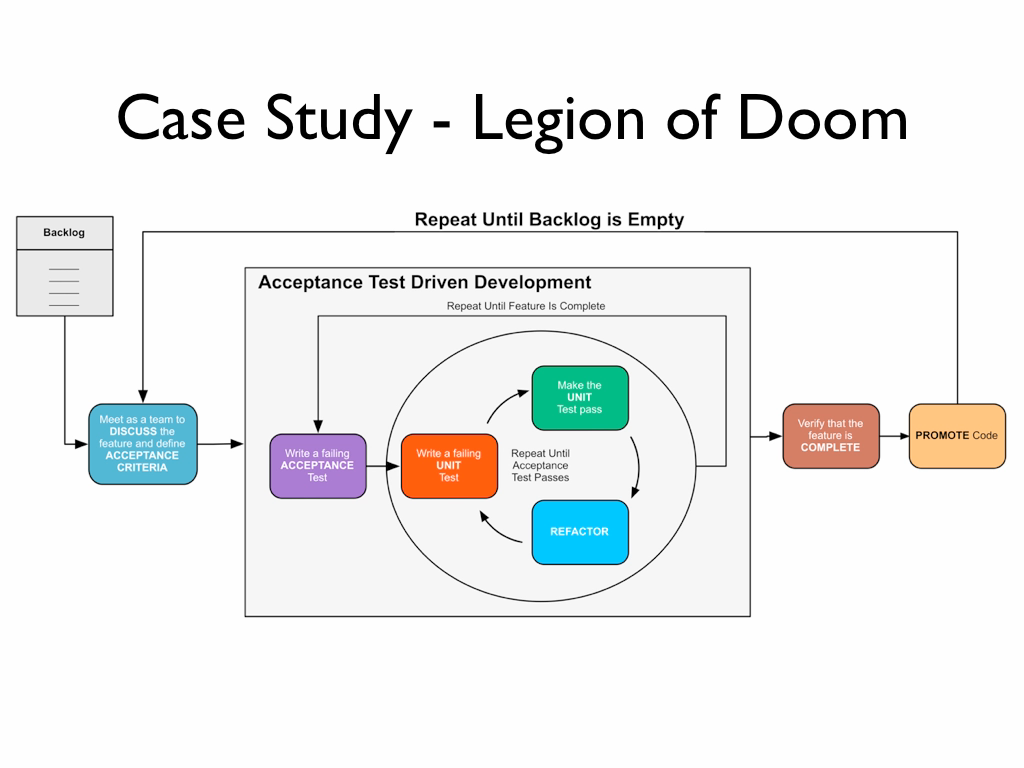 Case Study - Legion of Doom
Repeat Until Backlog is Empty
Backlog
Acceptance Test Driven Development
Repeat Until Feature Is Complete
Meet as a team to
DISCUSS the
feature and define
ACCEPTANCE
CRITERIA
Write a failing
ACCEPTANCE
Test
Write a failing
UNIT
Test
Make the
UNIT
Test pass
Repeat Until
Acceptance
Test Passes
REFACTOR
Verify that the
feature is
COMPLETE
PROMOTE Code